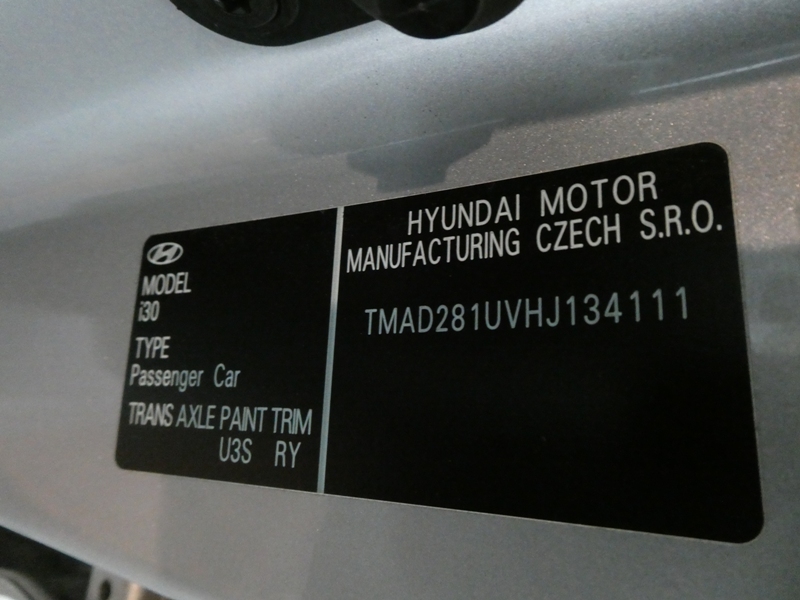 MODEL
i30
TYPE
Passenger Car
TRANS AXLE PAINT TRIM
U3S RY
HYUNDAI MOTOR
MANUFACTURING CZECH S.R.O.
TMAD281UVHJ134111